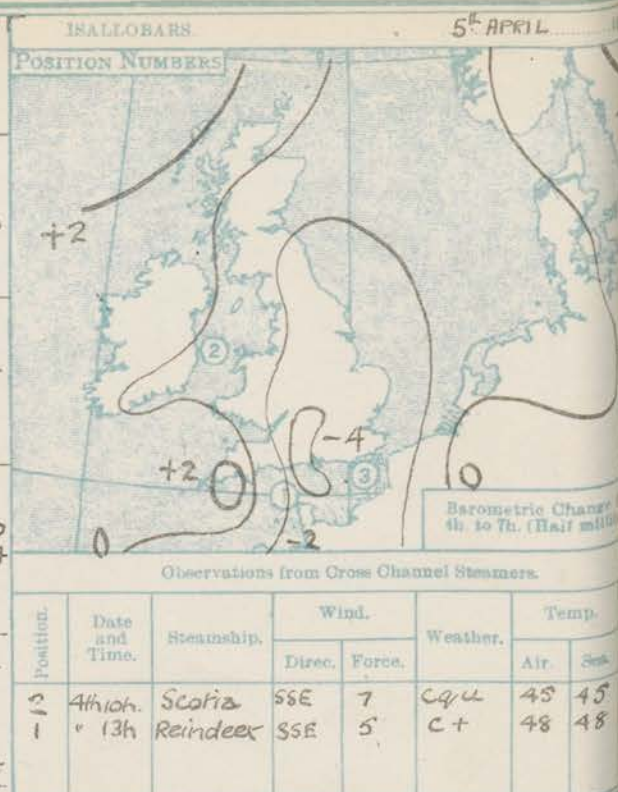 ISALLOBARS. 5th APRIL
POSITION NUMBERS
+2
2
-4
+2
3
0
0
-2
Barometric Change
4h. to 7h. (Half
Observations from Cross Channel Steamers.
Position. Date and Time. Steamship. Wind. Weather. Temp.
Direc. Force. Air. Sea.
4th 10h. Scotia SSE 7 45 45
1 " 13h Reindeer SSE 5 c+ 48 48